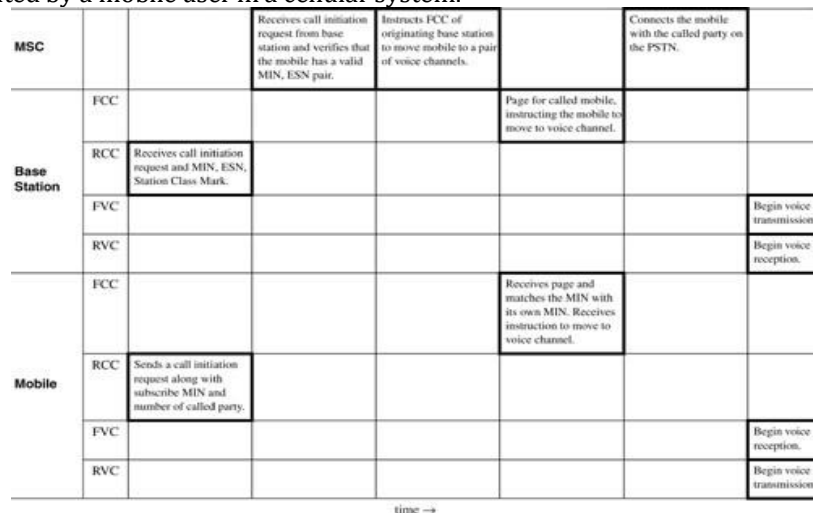 ted by a mobile user in a cellular system.
MSC
Receives call initiation
request from base
station and verifies that
the mobile has a valid
MIN, ESN pair.
Instructs FCC of
originating base station
to move mobile to a pair
of voice channels.
Connects the mobile
with the called party on
the PSTN.
Base
Station
FCC
Page for called mobile,
instructing the mobile to
move to voice channel.
RCC
Receives call initiation
request and MIN, ESN,
Station Class Mark.
FVC
Begin voice
transmission
RVC
Begin voice
reception.
Mobile
FCC
Receives page and
matches the MIN with
its own MIN. Receives
instruction to move to
voice channel.
RCC
Sends a call initiation
request along with
subscribe MIN and
number of called party.
FVC
Begin voice
reception.
RVC
Begin voice
transmission
time →